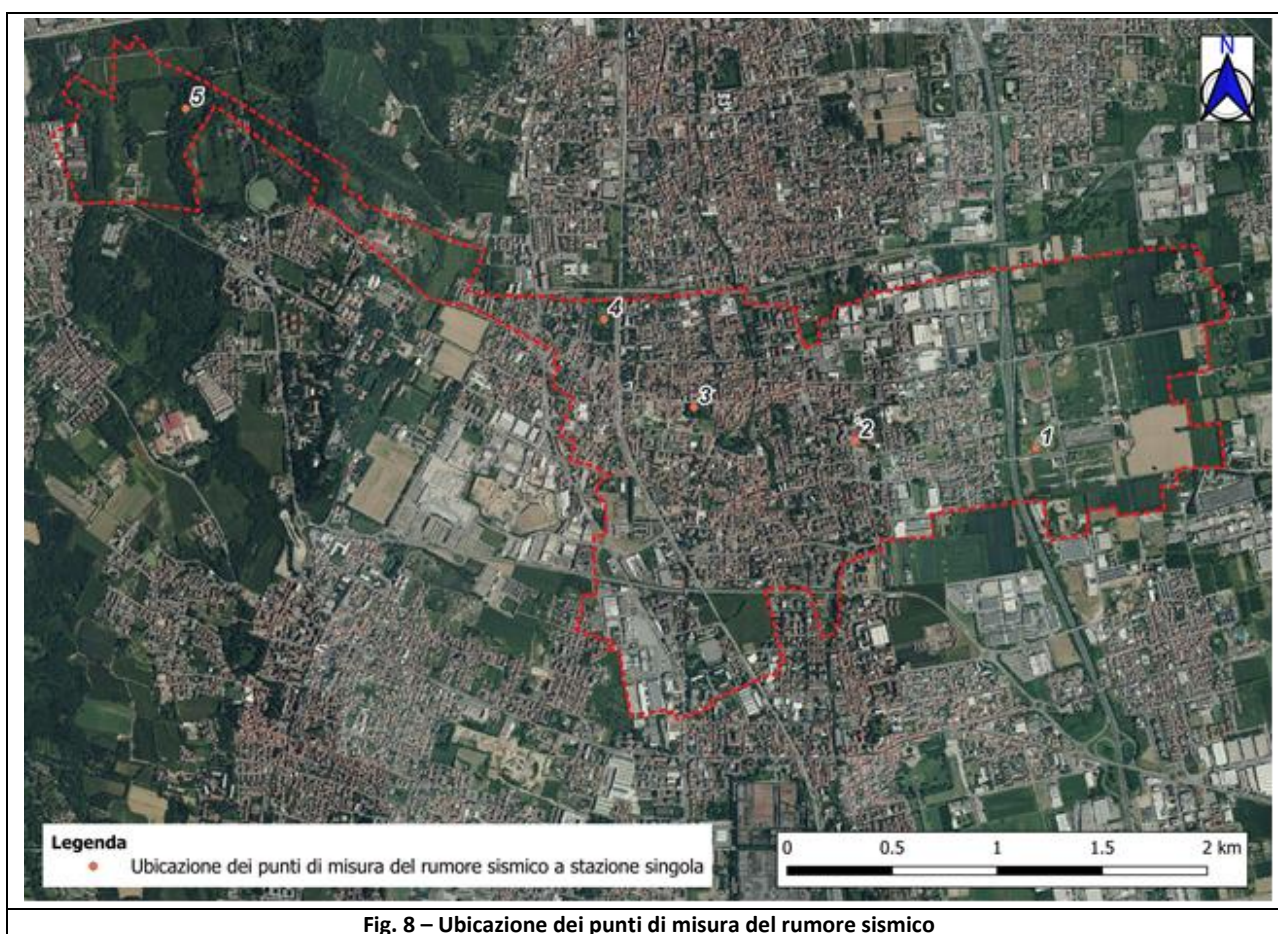 N
5
4
3
2
1
Legenda
Ubicazione dei punti di misura del rumore sismico a stazione singola
0 0.5 1 1.5 2 km
Fig. 8 – Ubicazione dei punti di misura del rumore sismico